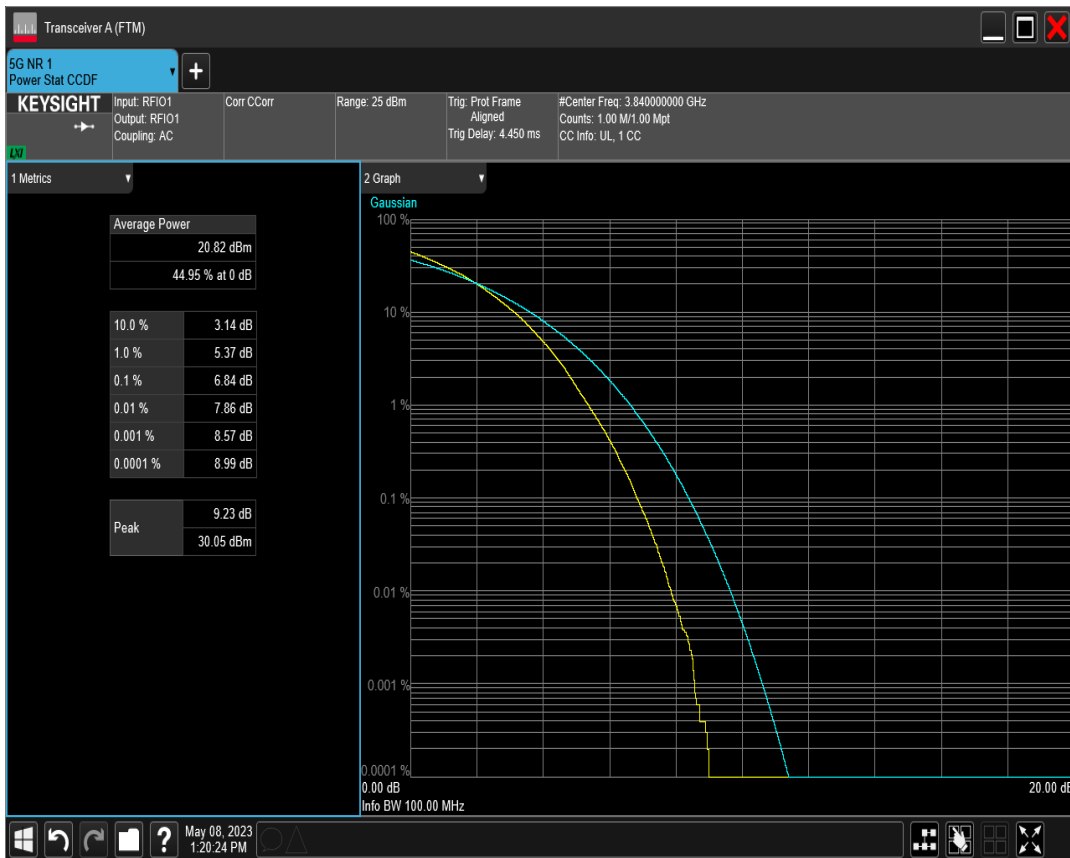 Transceiver A (FTM)
5G NR 1
Power Stat CCDF
KEYSIGHT
LXI
Input: RFIO1
Output: RFIO1
Coupling: AC
Corr CCorr
Range: 25 dBm
Trig: Prot Frame
Aligned
Trig Delay: 4.450 ms
#Center Freq: 3.840000000 GHz
Counts: 1.00 M/1.00 Mpt
CC Info: UL, 1 CC
1 Metrics
Average Power
20.82 dBm
44.95 % at 0 dB
10.0 % 3.14 dB
1.0 % 5.37 dB
0.1 % 6.84 dB
0.01 % 7.86 dB
0.001 % 8.57 dB
0.0001 % 8.99 dB
Peak
9.23 dB
30.05 dBm
2 Graph
Gaussian
100 %
10 %
1 %
0.1 %
0.01 %
0.001 %
0.0001 %
0.00 dB 20.00 dB
Info BW 100.00 MHz
?
May 08, 2023
1:20:24 PM